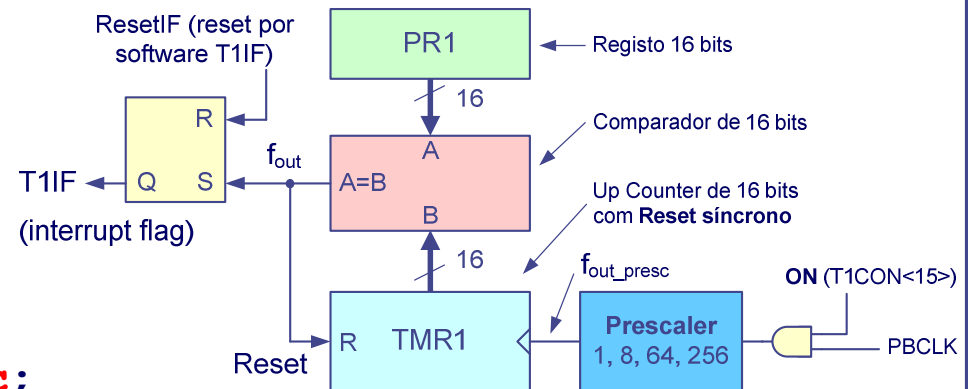 ResetIF (reset por
software T1IF)
PR1
Registo 16 bits
16
R
Comparador de 16 bits
A
fout
T1IF
Q
S
A=B
B
(interrupt flag)
Up Counter de 16 bits
com Reset síncrono
16
fout_presc
ON (T1CON<15>)
R
TMR1
Prescaler
1, 8, 64, 256
PBCLK
Reset